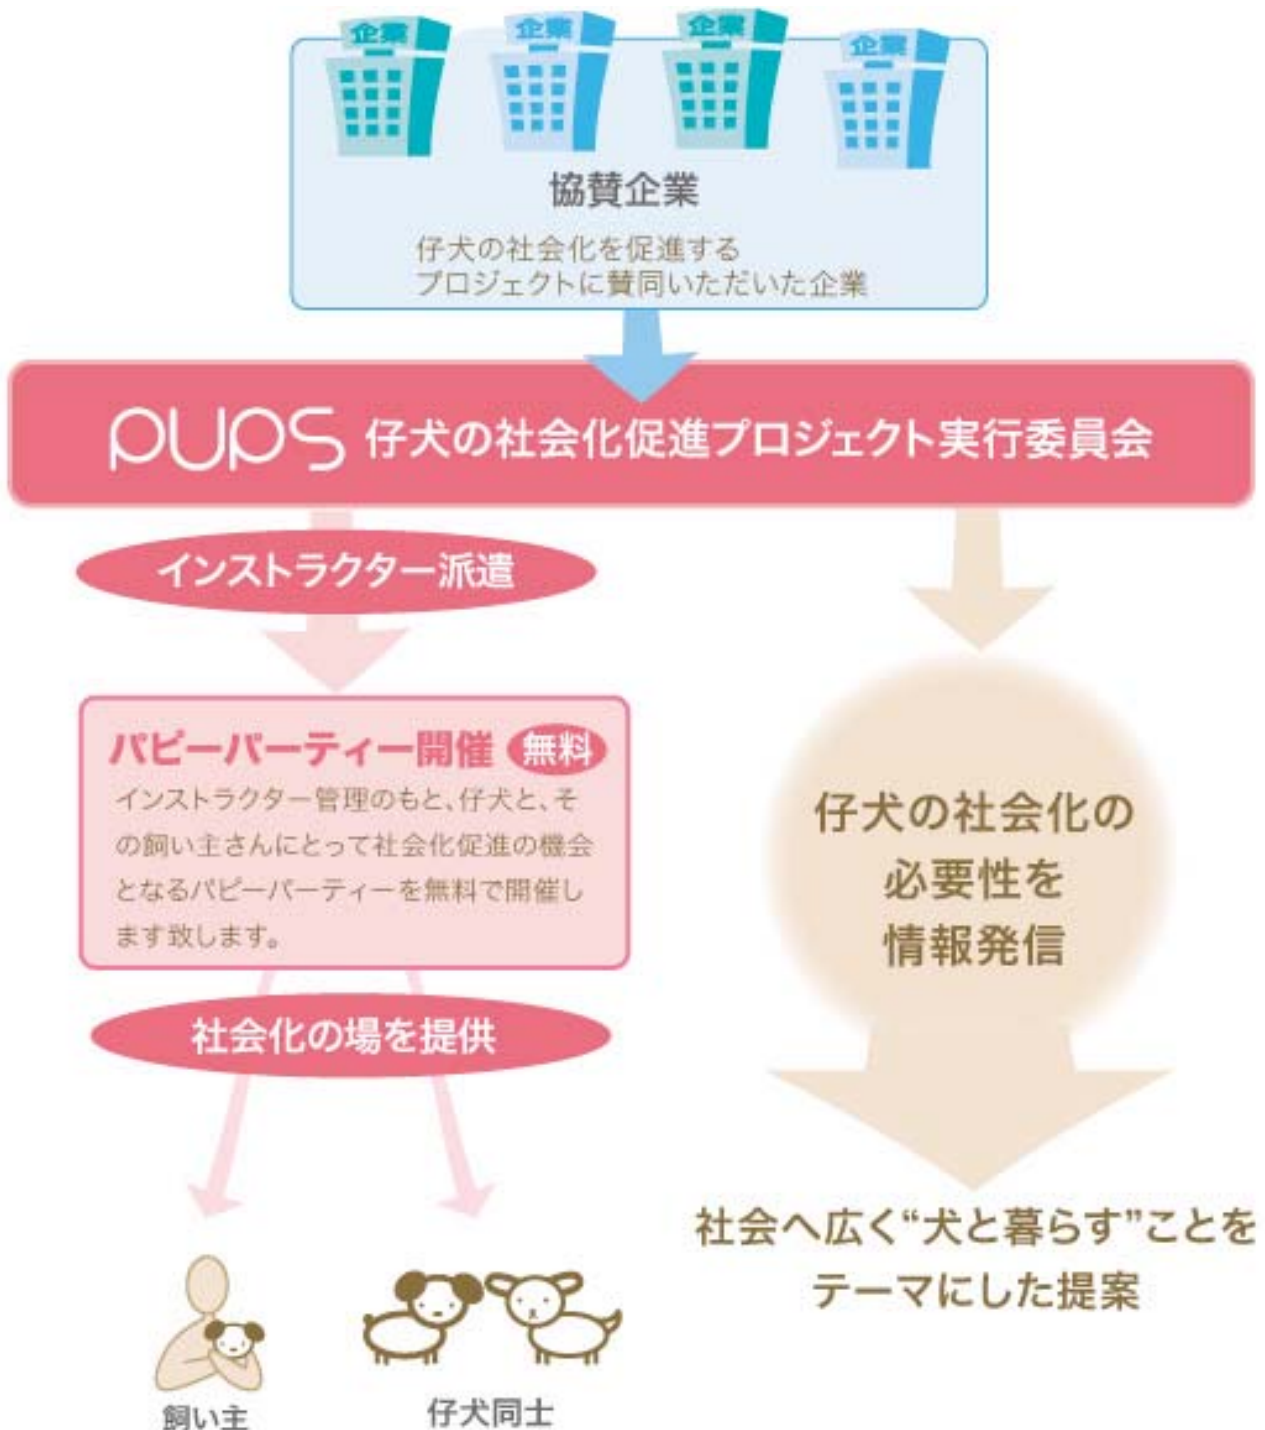 企業
企業
企業
企業
協賛企業
仔犬の社会化を促進する
プロジェクトに賛同いただいた企業
pups 仔犬の社会化促進プロジェクト実行委員会
インストラクター派遣
パピーパーティー開催 無料
インストラクター管理のもと、仔犬と、そ
の飼い主さんにとって社会化促進の機会
となるパピーパーティーを無料で開催し
ます致します。
社会化の場を提供
飼い主
仔犬同士
仔犬の社会化の
必要性を
情報発信
社会へ広く“犬と暮らす”ことを
テーマにした提案